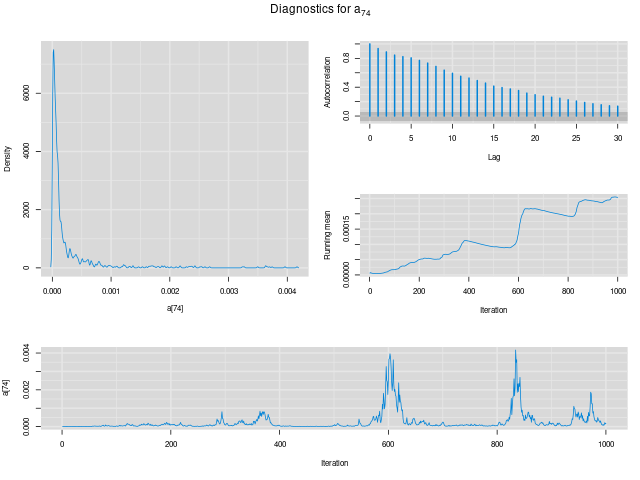 Diagnostics for a74
Density
0 2000 4000 6000
0.000 0.001 0.002 0.003 0.004
a[74]
Autocorrelation
0.0 0.4 0.8
0 5 10 15 20 25 30
Lag
Running mean
0.00000 0.00015
0 200 400 600 800 1000
Iteration
a[74]
0.000 0.002 0.004
0 200 400 600 800 1000
Iteration